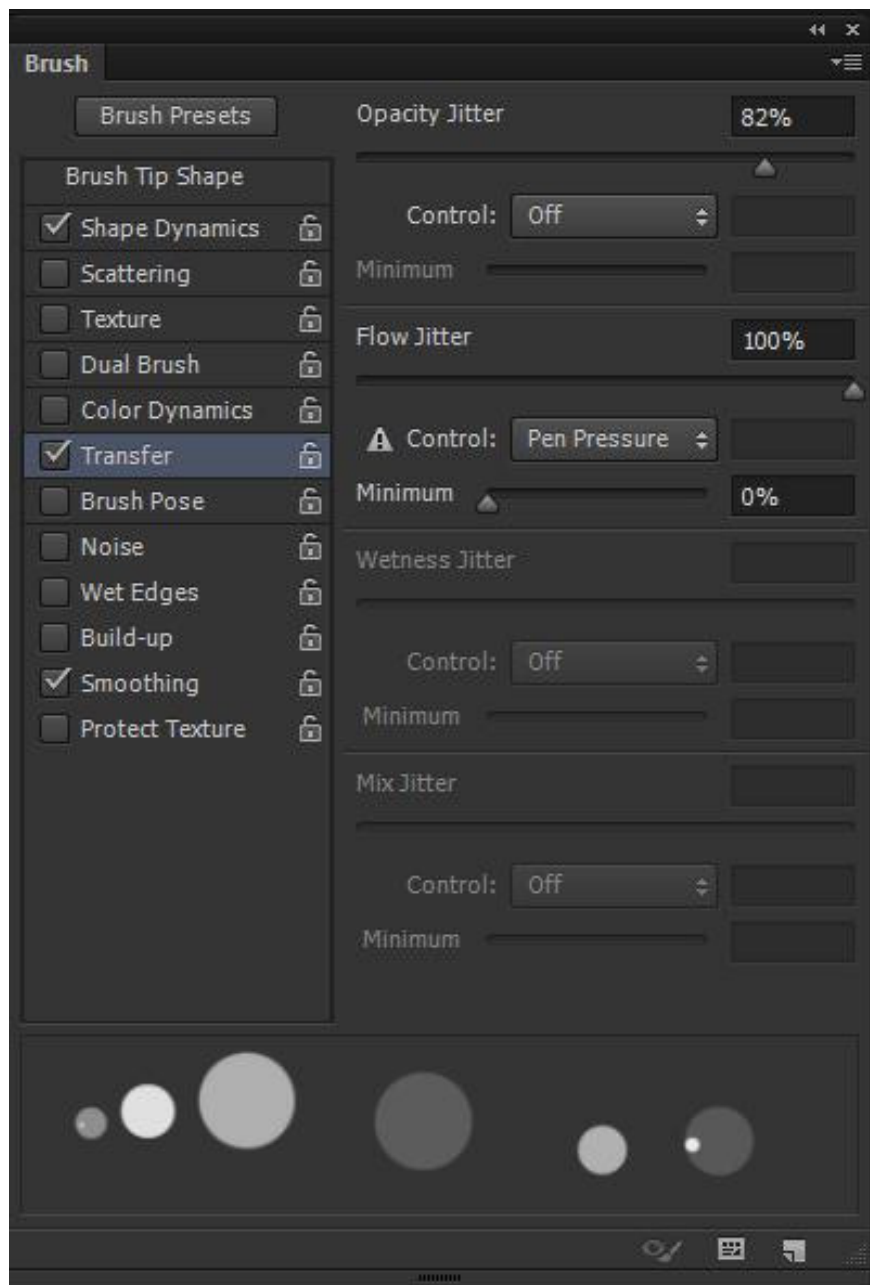 Brush
Brush Presets
Brush Tip Shape
Shape Dynamics
Scattering
Texture
Dual Brush
Color Dynamics
Transfer
Brush Pose
Noise
Wet Edges
Build-up
Smoothing
Protect Texture
Opacity Jitter 82%
Control: Off
Minimum
Flow Jitter 100%
Control: Pen Pressure
Minimum 0%
Wetness Jitter
Control: Off
Minimum
Mix Jitter
Control: Off
Minimum